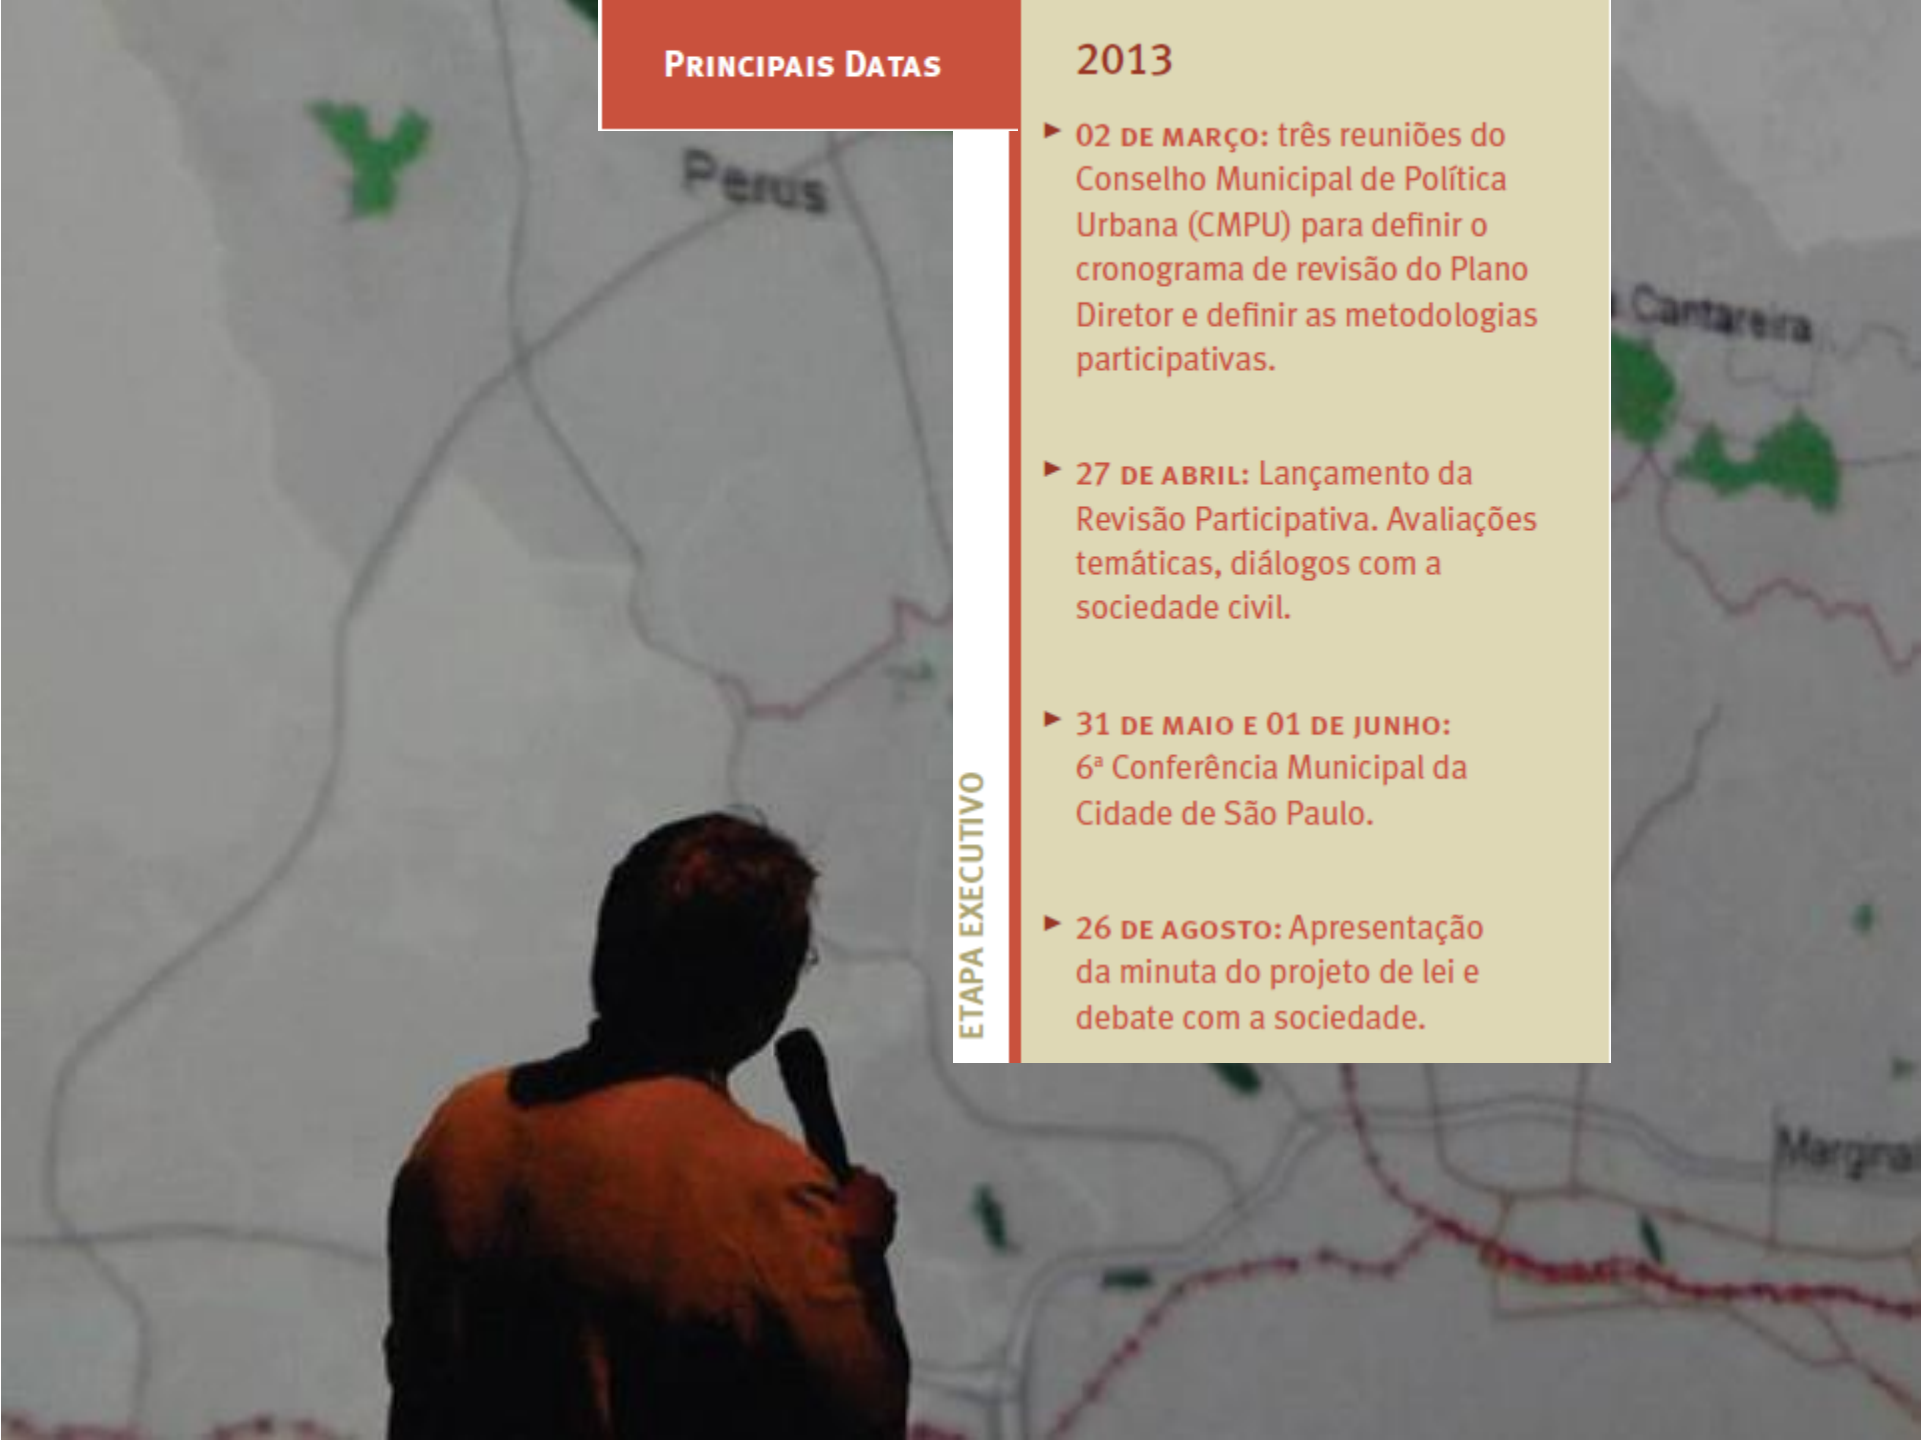 PRINCIPAIS DATAS
2013
► 02 DE MARÇO: três reuniões do
Conselho Municipal de Política
Urbana (CMPU) para definir o
cronograma de revisão do Plano
Diretor e definir as metodologias
participativas.
► 27 DE ABRIL: Lançamento da
Revisão Participativa. Avaliações
temáticas, diálogos com a
sociedade civil.
► 31 DE MAIO E 01 DE JUNHO:
6ª Conferência Municipal da
Cidade de São Paulo.
► 26 DE AGOSTO: Apresentação
da minuta do projeto de lei e
debate com a sociedade.
ETAPA EXECUTIVO
Perus
Cantareira
Marginal